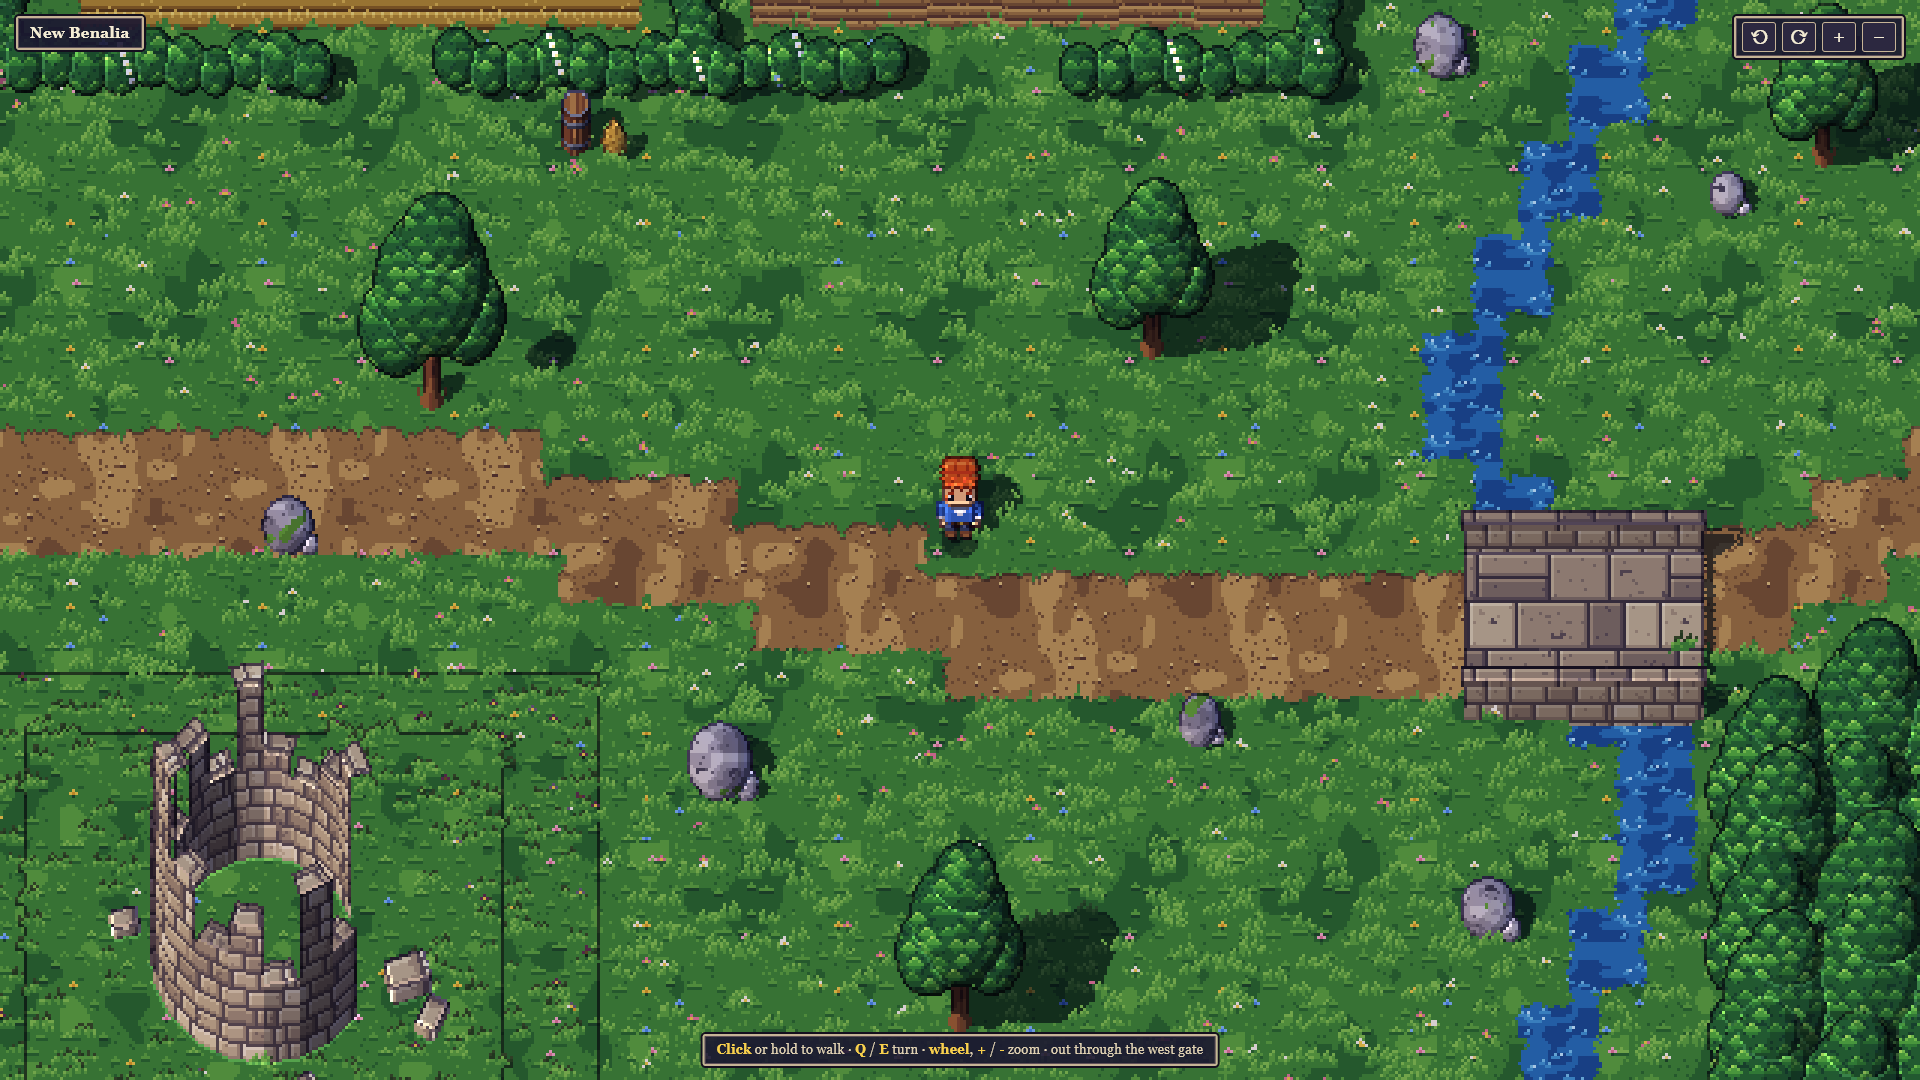 New Benalia
+
−
Click or hold to walk · Q / E turn · wheel, + / - zoom · out through the west gate